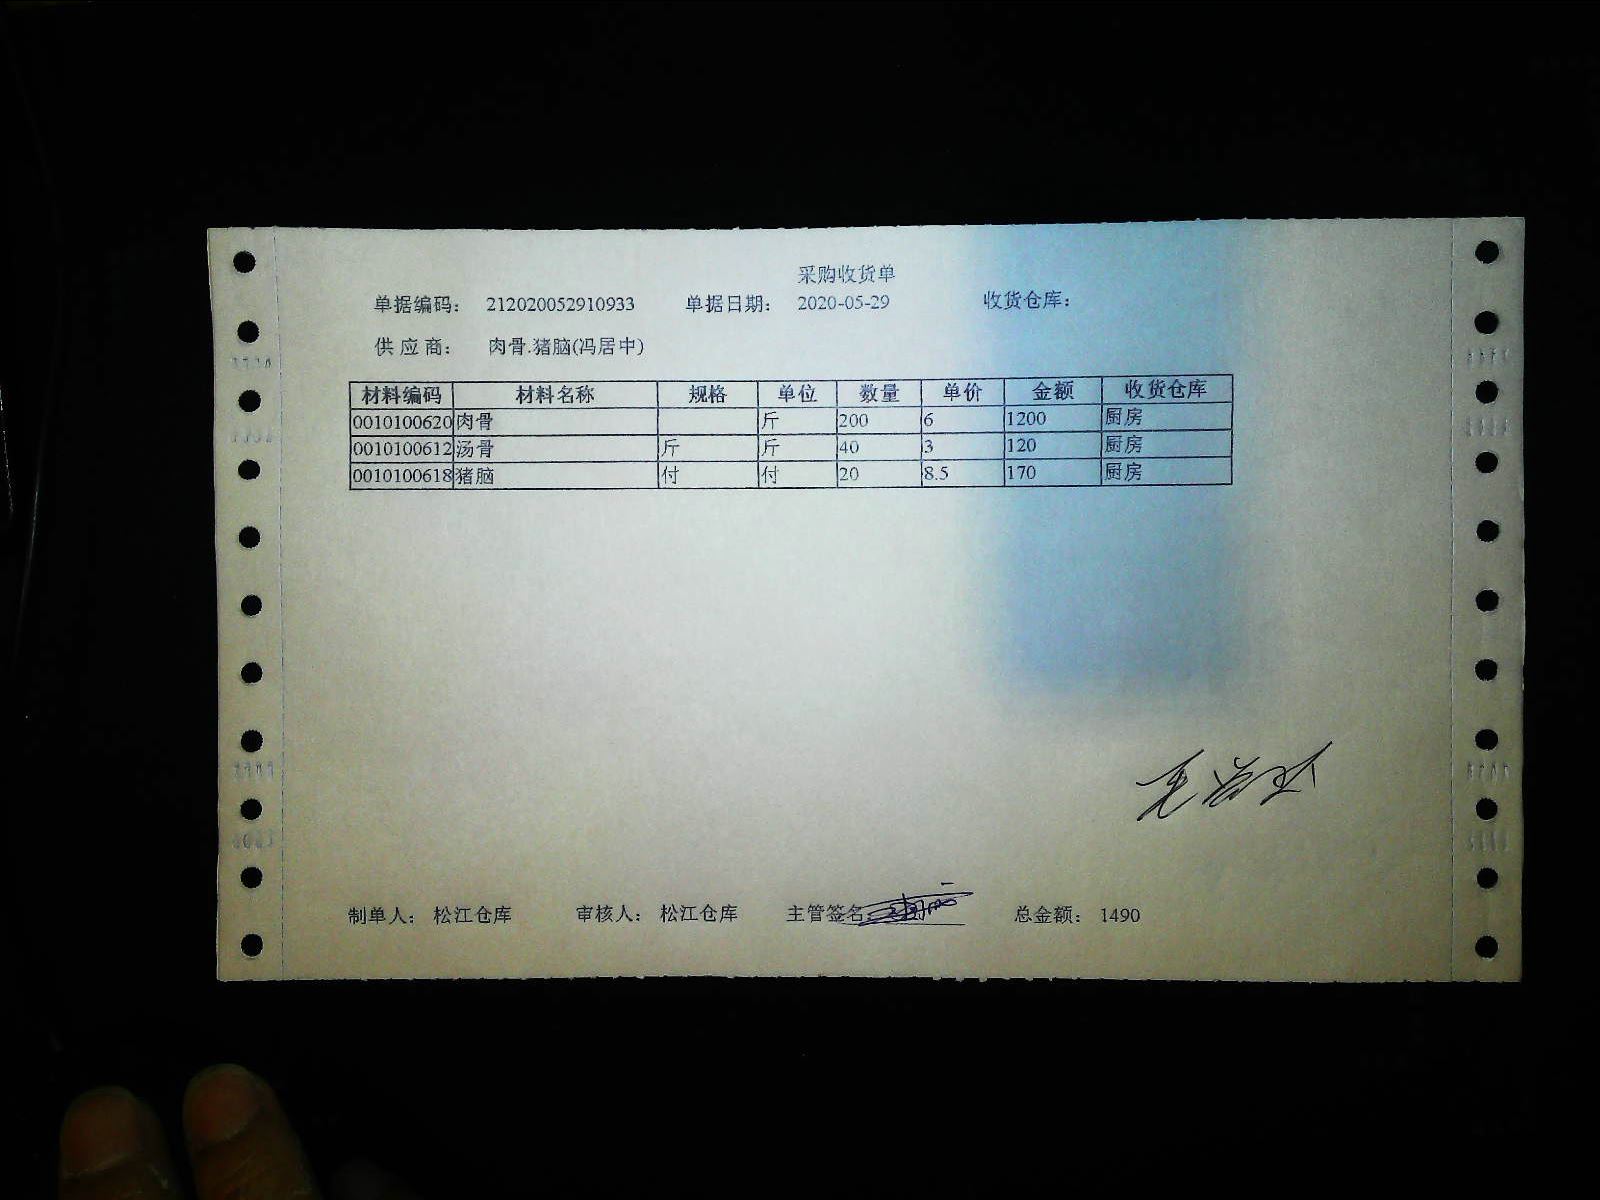 采购收货单
单据编码: 212020052910933 单据日期: 2020-05-29 收货仓库:
供 应 商: 肉骨.猪脑(冯居中)
材料编码 材料名称 规格 单位 数量 单价 金额 收货仓库
0010100620 肉骨 斤 200 6 1200 厨房
0010100612 汤骨 斤 斤 40 3 120 厨房
0010100618 猪脑 付 付 20 8.5 170 厨房
制单人: 松江仓库 审核人: 松江仓库 主管签名 总金额: 1490